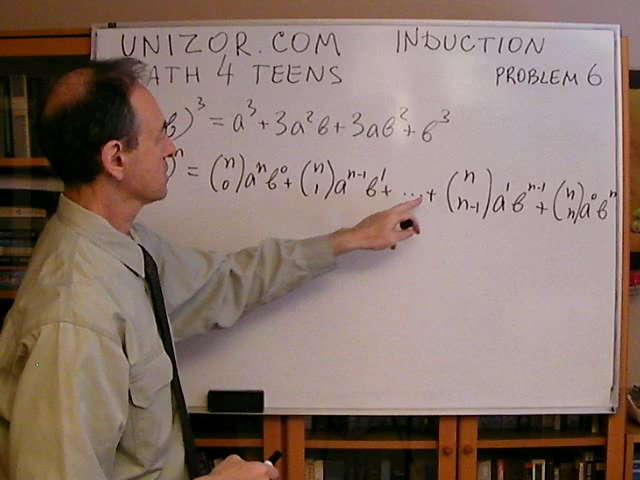 UNIZOR.COM INDUCTION
MATH 4 TEENS PROBLEM 6
b)³ = a³ + 3a²b + 3ab² + b³
)ⁿ = (n 0)aⁿb⁰ + (n 1)aⁿ⁻¹b¹ + ... + (n n-1)a¹bⁿ⁻¹ + (n n)a⁰bⁿ